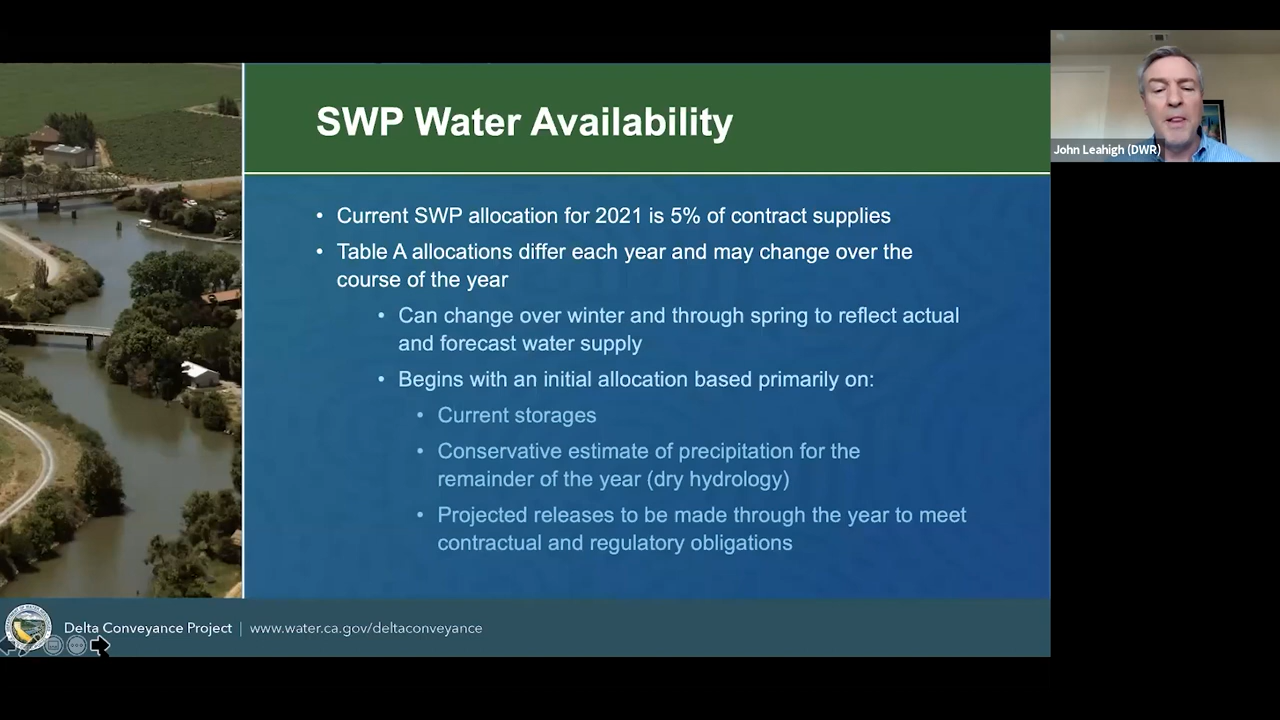 SWP Water Availability
John Leahigh (DWR)
• Current SWP allocation for 2021 is 5% of contract supplies
• Table A allocations differ each year and may change over the
course of the year
• Can change over winter and through spring to reflect actual
and forecast water supply
• Begins with an initial allocation based primarily on:
• Current storages
• Conservative estimate of precipitation for the
remainder of the year (dry hydrology)
• Projected releases to be made through the year to meet
contractual and regulatory obligations
Delta Conveyance Project | www.water.ca.gov/deltaconveyance